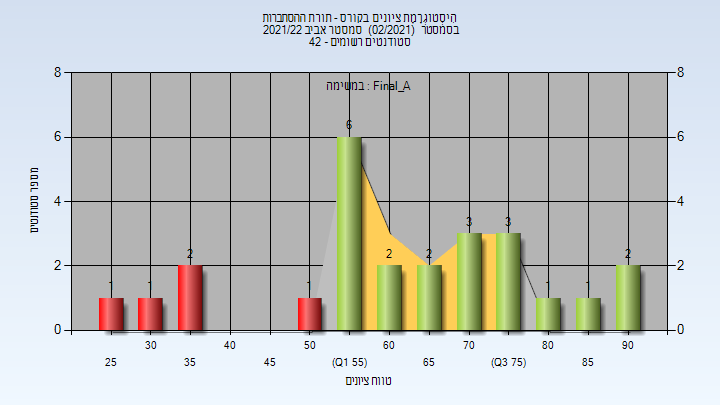 היסטוגרמת ציונים בקורס - תורת ההסתברות
בסמסטר (02/2021) סמסטר אביב 2021/22
סטודנטים רשומים - 42
במשימה : Final_A
מספר סטודנטים
8 8
6 6
4 4
2 2
0 0
1 1 2 1 6 2 2 3 3 1 1 2
30 40 50 60 70 80 90
25 35 45 (Q1 55) 65 (Q3 75) 85
טווח ציונים